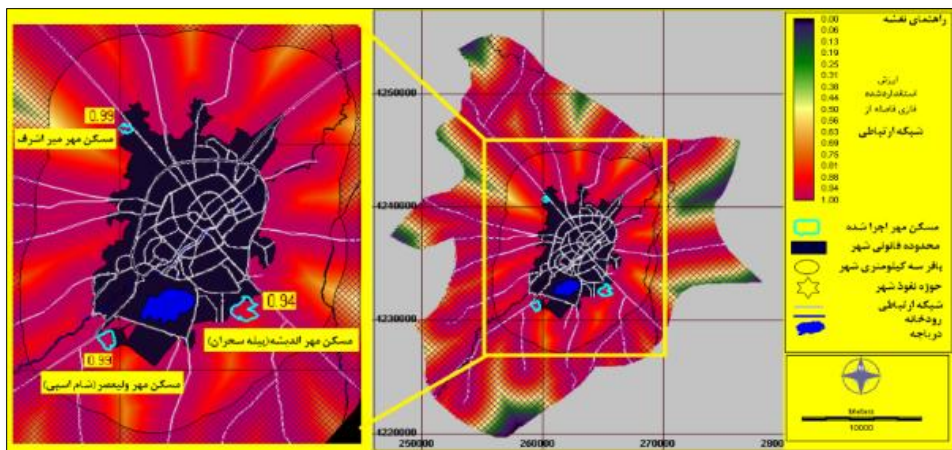 0.99
مسکن مهر میر اشرف
0.94
مسکن مهر اندیشه(پیله سحران)
0.99
مسکن مهر ولیعصر(شام اسبی)
4250000
4240000
4230000
4220000
250000
260000
270000
2800
راهنمای نقشه
0.00
0.06
0.13
0.19
0.25
0.31
0.38
0.44
0.50
0.56
0.63
0.69
0.75
0.81
0.88
0.94
1.00
ارزش
استانداردشده
فازی فاصله از
شبکه ارتباطی
مسکن مهر اجرا شده
محدوده قانونی شهر
بافر سه کیلومتری شهر
حوزه نفوذ شهر
شبکه ارتباطی
رودخانه
دریاچه
Meters
10000